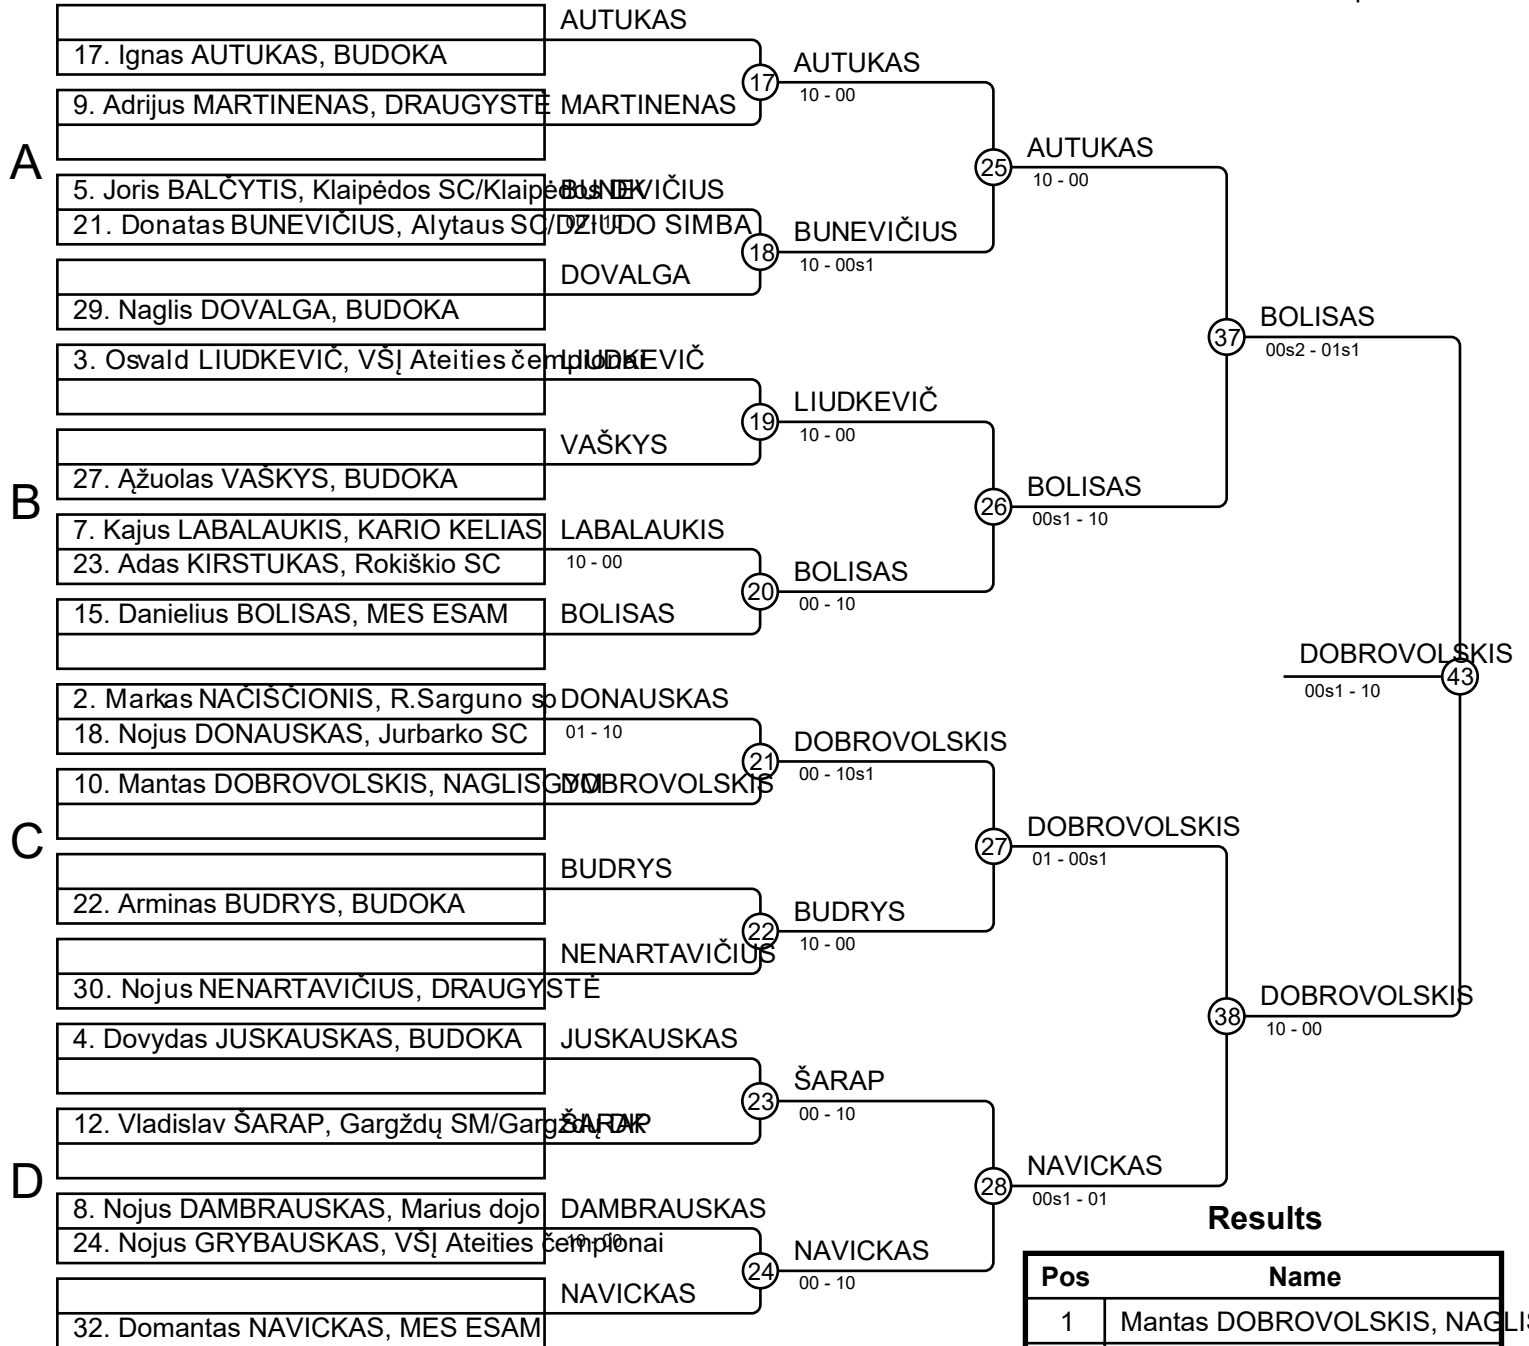 AUTUKAS
17. Ignas AUTUKAS, BUDOKA
17
AUTUKAS
10 - 00
9. Adrijus MARTINENAS, DRAUGYSTĖ
MARTINENAS
A
25
AUTUKAS
10 - 00
5. Joris BALČYTIS, Klaipėdos SC/Klaipėdos DK
BUNEVIČIUS
21. Donatas BUNEVIČIUS, Alytaus SC/DZIUDO SIMBA
00 - 10
18
BUNEVIČIUS
10 - 00s1
DOVALGA
29. Naglis DOVALGA, BUDOKA
37
BOLISAS
00s2 - 01s1
3. Osvald LIUDKEVIČ, VŠĮ Ateities čempionai
LIUDKEVIČ
19
LIUDKEVIČ
10 - 00
VAŠKYS
27. Ąžuolas VAŠKYS, BUDOKA
B
26
BOLISAS
00s1 - 10
7. Kajus LABALAUKIS, KARIO KELIAS
LABALAUKIS
23. Adas KIRSTUKAS, Rokiškio SC
10 - 00
20
BOLISAS
00 - 10
15. Danielius BOLISAS, MES ESAM
BOLISAS
DOBROVOLSKIS
43
00s1 - 10
2. Markas NAČIŠČIONIS, R.Sarguno so
DONAUSKAS
18. Nojus DONAUSKAS, Jurbarko SC
01 - 10
21
DOBROVOLSKIS
00 - 10s1
10. Mantas DOBROVOLSKIS, NAGLISGYM
DOBROVOLSKIS
C
27
DOBROVOLSKIS
01 - 00s1
BUDRYS
22. Arminas BUDRYS, BUDOKA
22
BUDRYS
10 - 00
NENARTAVIČIUS
30. Nojus NENARTAVIČIUS, DRAUGYSTĖ
38
DOBROVOLSKIS
10 - 00
4. Dovydas JUSKAUSKAS, BUDOKA
JUSKAUSKAS
23
ŠARAP
00 - 10
12. Vladislav ŠARAP, Gargždų SM/Gargždų DK
ŠARAP
D
28
NAVICKAS
00s1 - 01
8. Nojus DAMBRAUSKAS, Marius dojo
DAMBRAUSKAS
24. Nojus GRYBAUSKAS, VŠĮ Ateities čempionai
10 - 00
24
NAVICKAS
00 - 10
NAVICKAS
32. Domantas NAVICKAS, MES ESAM
Results
Pos Name
1 Mantas DOBROVOLSKIS, NAGLIS